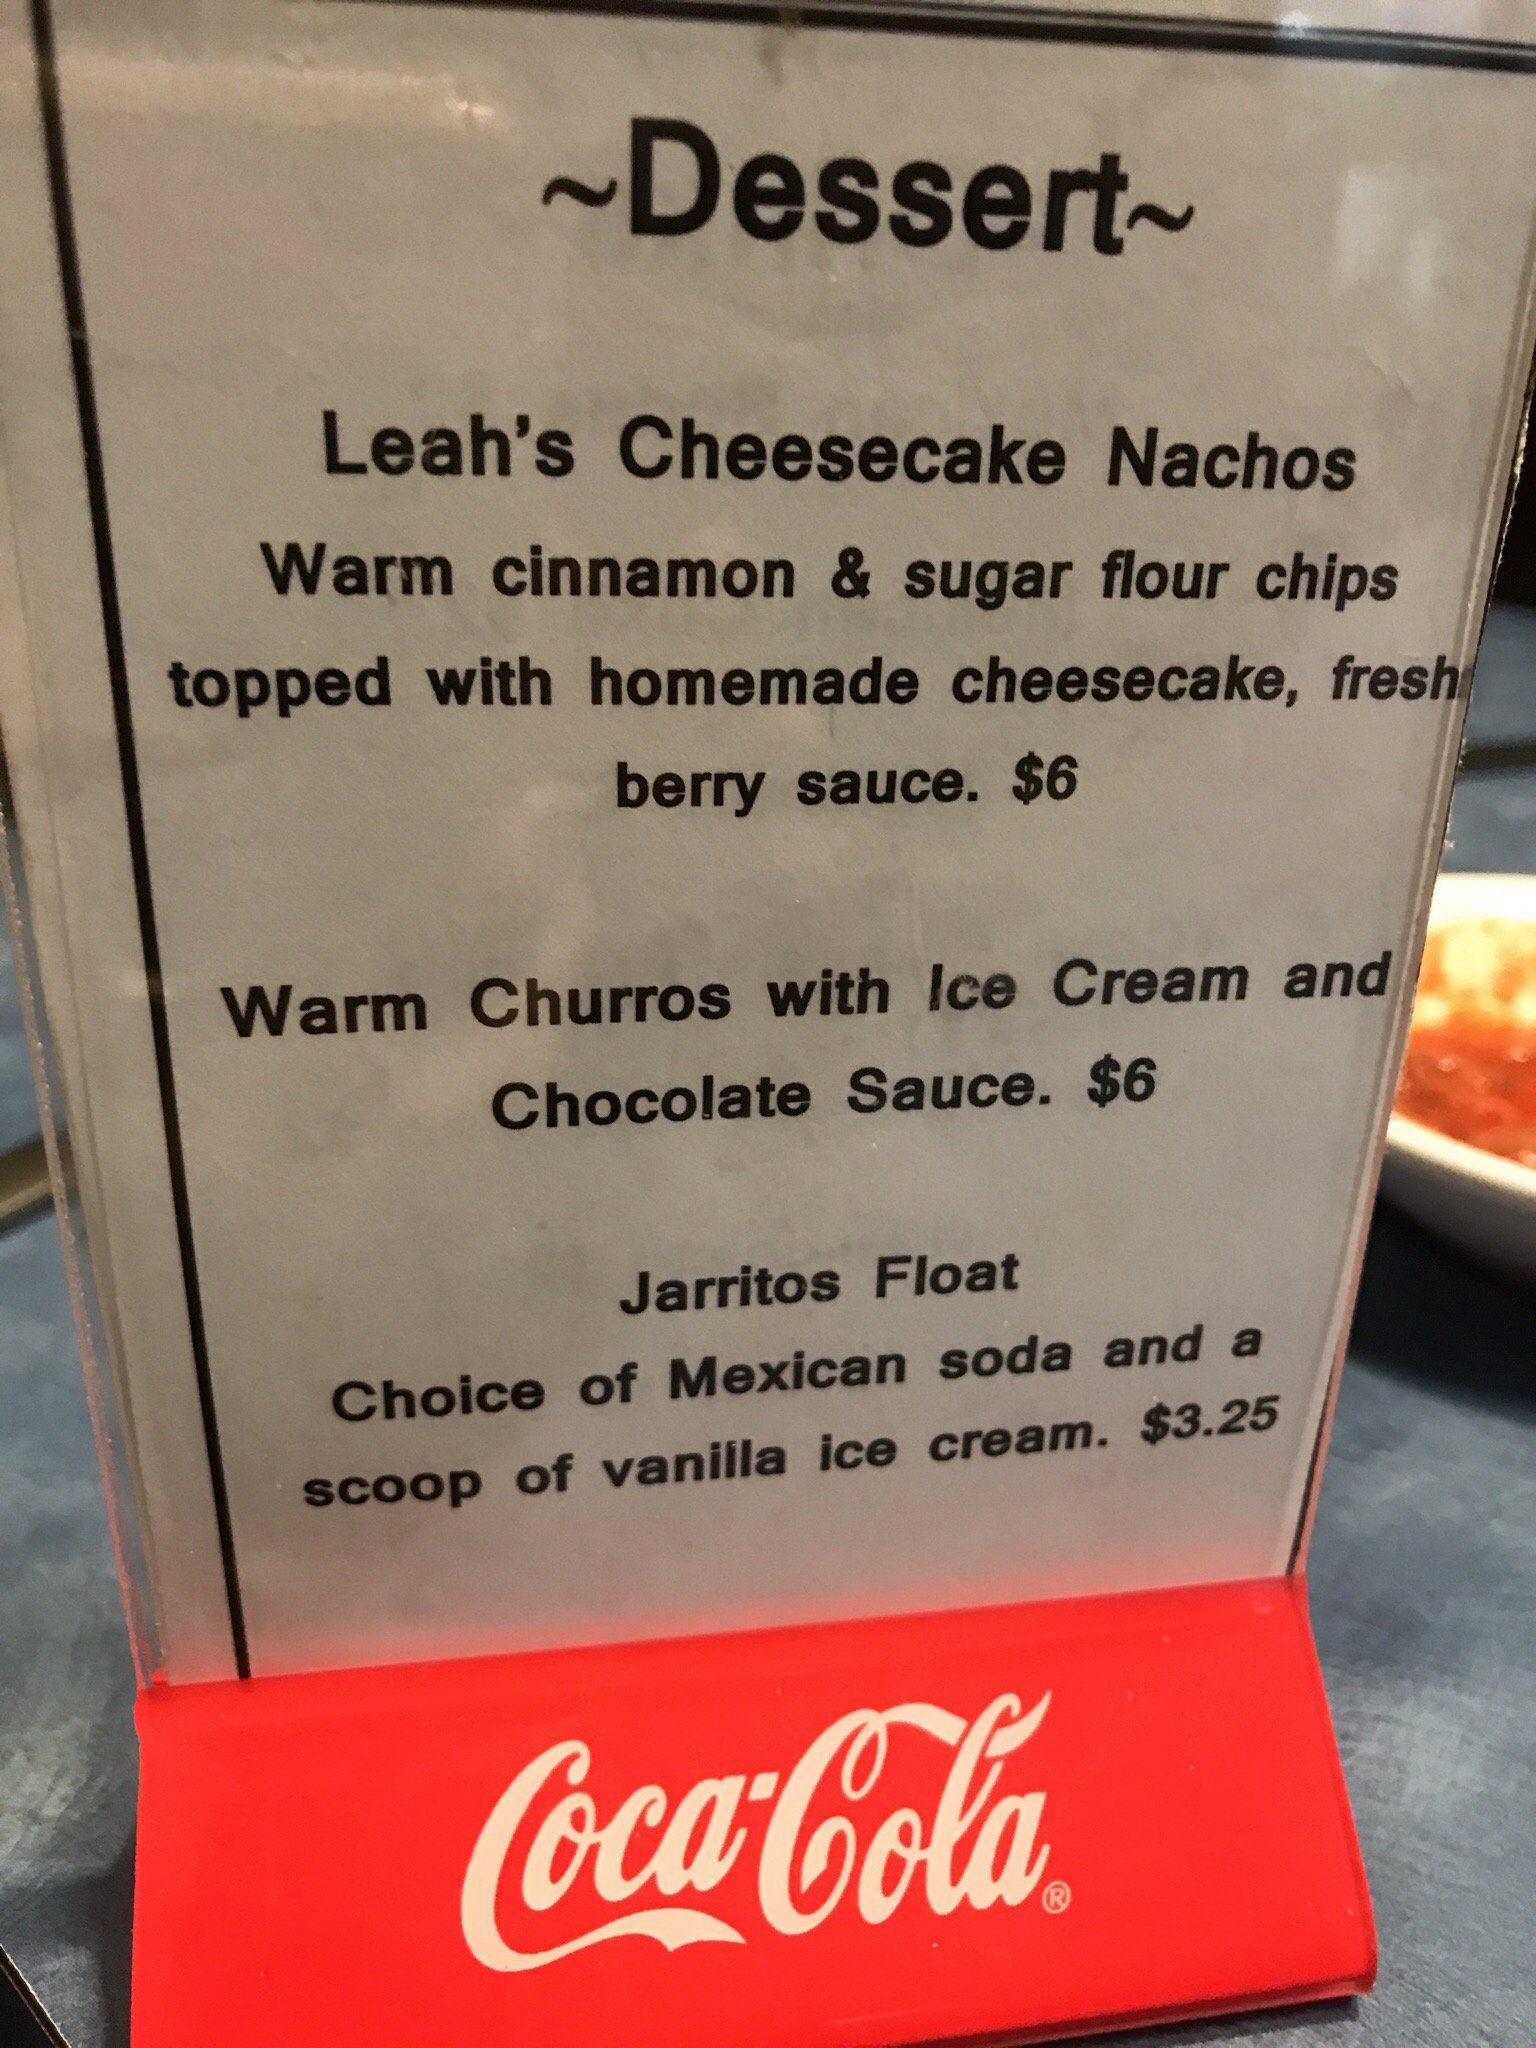 ~Dessert~
Leah's Cheesecake Nachos
Warm cinnamon & sugar flour chips
topped with homemade cheesecake, fresh
berry sauce. $6
Warm Churros with Ice Cream and
Chocolate Sauce. $6
Jarritos Float
Choice of Mexican soda and a
scoop of vanilla ice cream. $3.25
Coca-Cola®